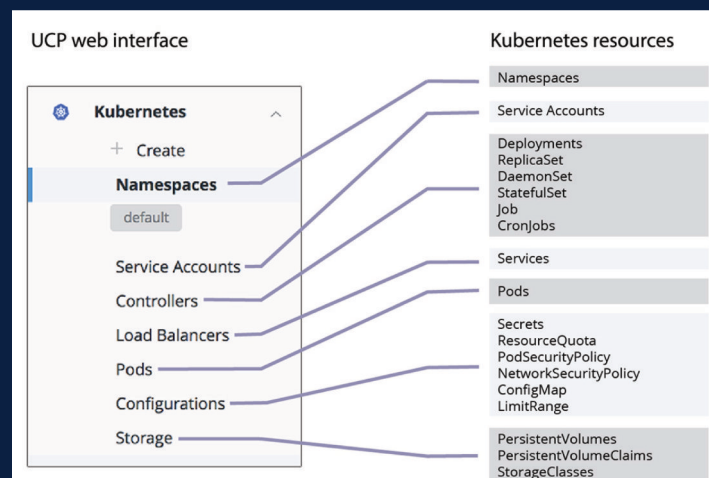 UCP web interface
Kubernetes
+ Create
Namespaces
default
Service Accounts
Controllers
Load Balancers
Pods
Configurations
Storage
Kubernetes resources
Namespaces
Service Accounts
Deployments
ReplicaSet
DaemonSet
StatefulSet
Job
CronJobs
Services
Pods
Secrets
ResourceQuota
PodSecurityPolicy
NetworkSecurityPolicy
ConfigMap
LimitRange
PersistentVolumes
PersistentVolumeClaims
StorageClasses